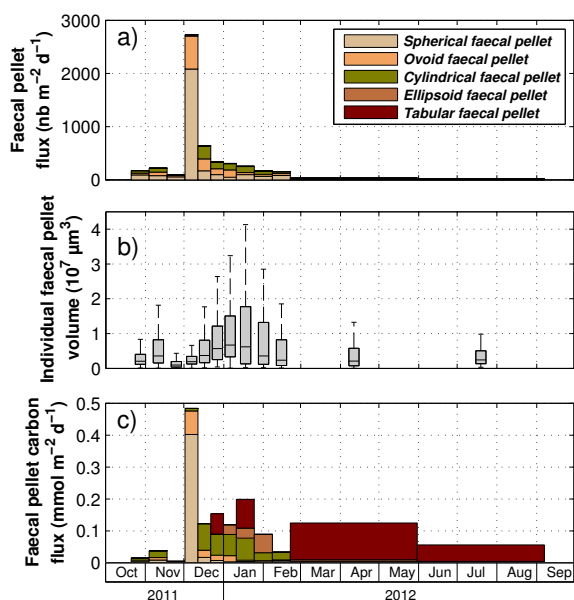 3000
2000
1000
0
Faecal pellet
flux (nb m⁻² d⁻¹)
a)
Spherical faecal pellet
Ovoid faecal pellet
Cylindrical faecal pellet
Ellipsoid faecal pellet
Tabular faecal pellet
4
3
2
1
0
Individual faecal pellet
volume (10⁷ µm³)
b)
0.5
0.4
0.3
0.2
0.1
0
Faecal pellet carbon
flux (mmol m⁻² d⁻¹)
c)
Oct Nov Dec Jan Feb Mar Apr May Jun Jul Aug Sep
2011 2012